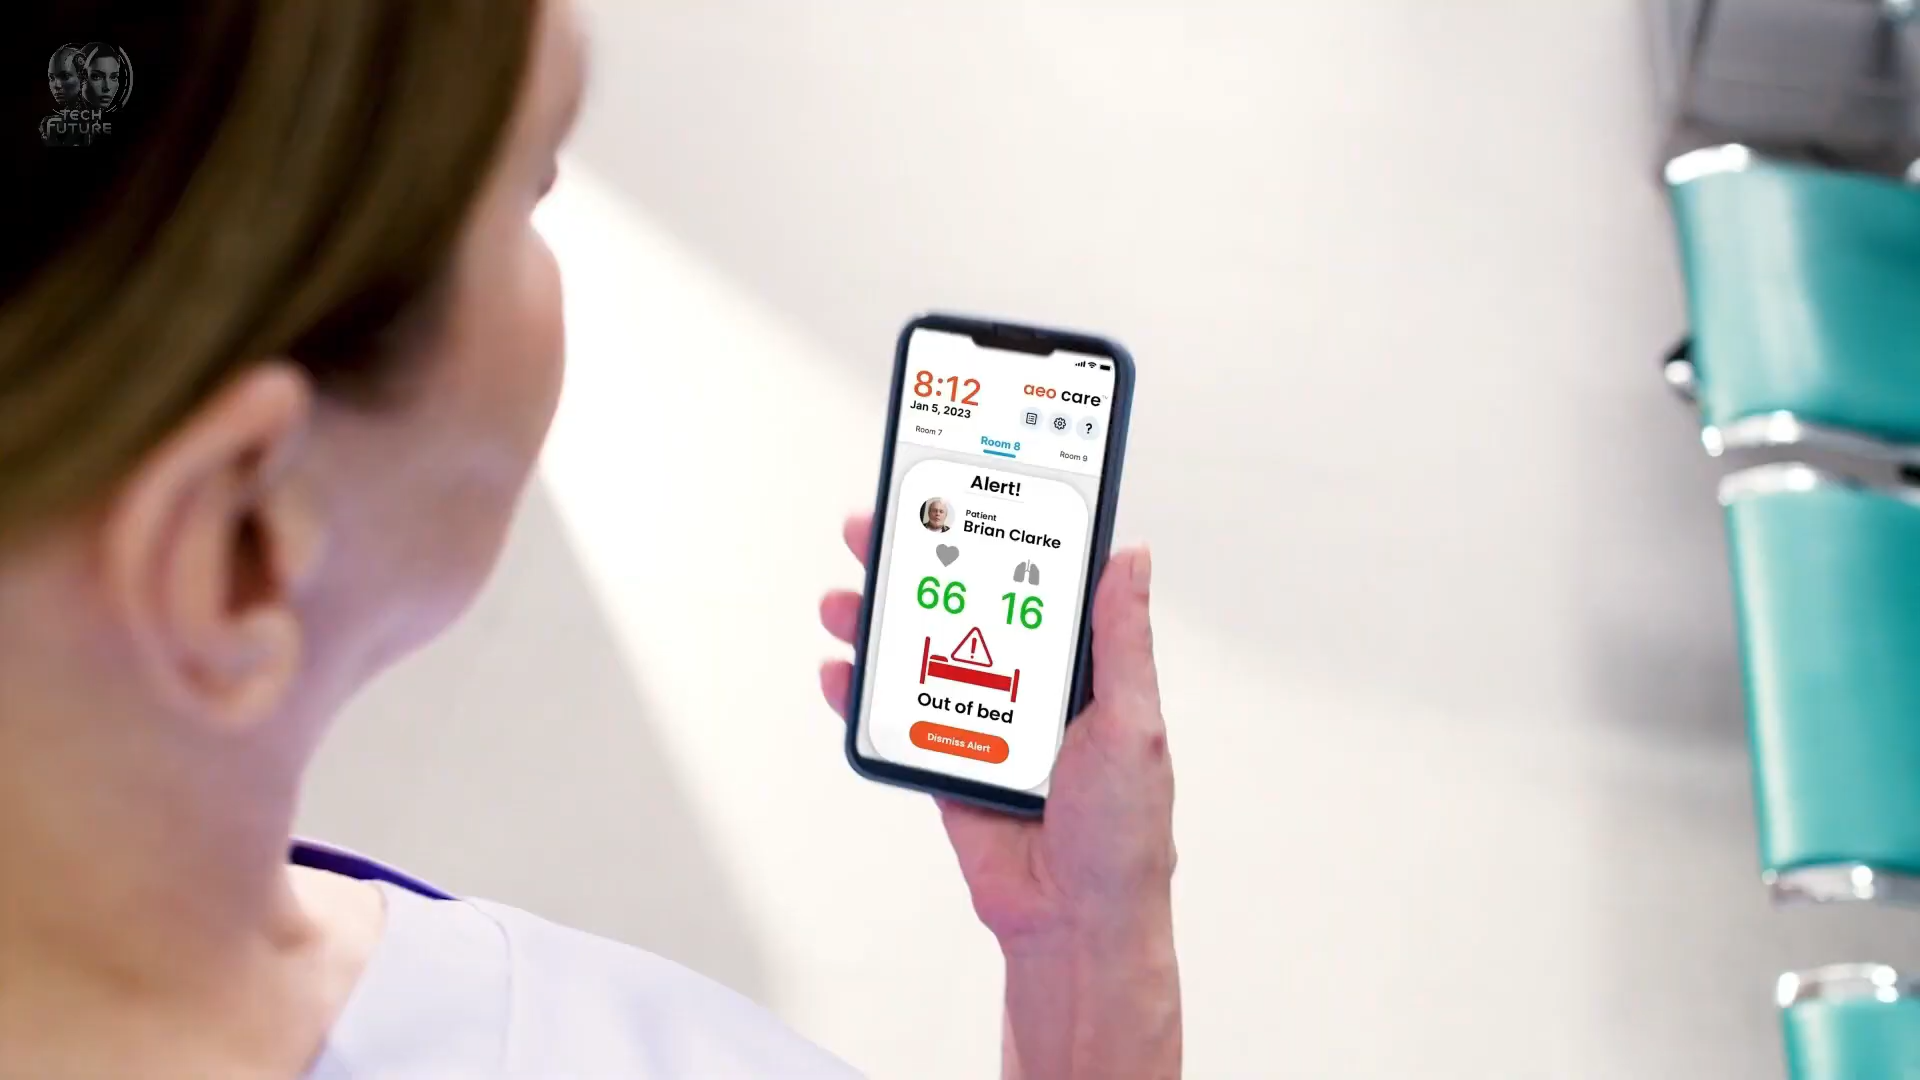 TECH
FUTURE
8:12
Jan 5, 2023
aeo care™
?
Room 7
Room 8
Room 9
Alert!
Patient
Brian Clarke
66
16
!
Out of bed
Dismiss Alert